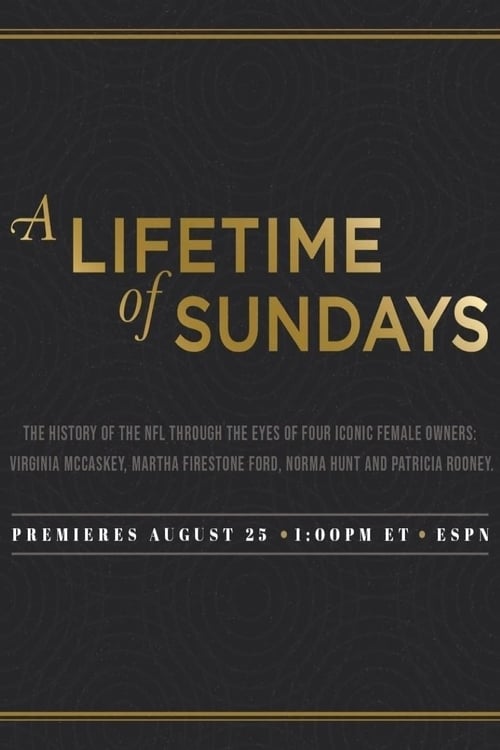 A LIFETIME
of SUNDAYS
THE HISTORY OF THE NFL THROUGH THE EYES OF FOUR ICONIC FEMALE OWNERS:
VIRGINIA MCCASKEY, MARTHA FIRESTONE FORD, NORMA HUNT AND PATRICIA ROONEY.
PREMIERES AUGUST 25 • 1:00PM ET • ESPN